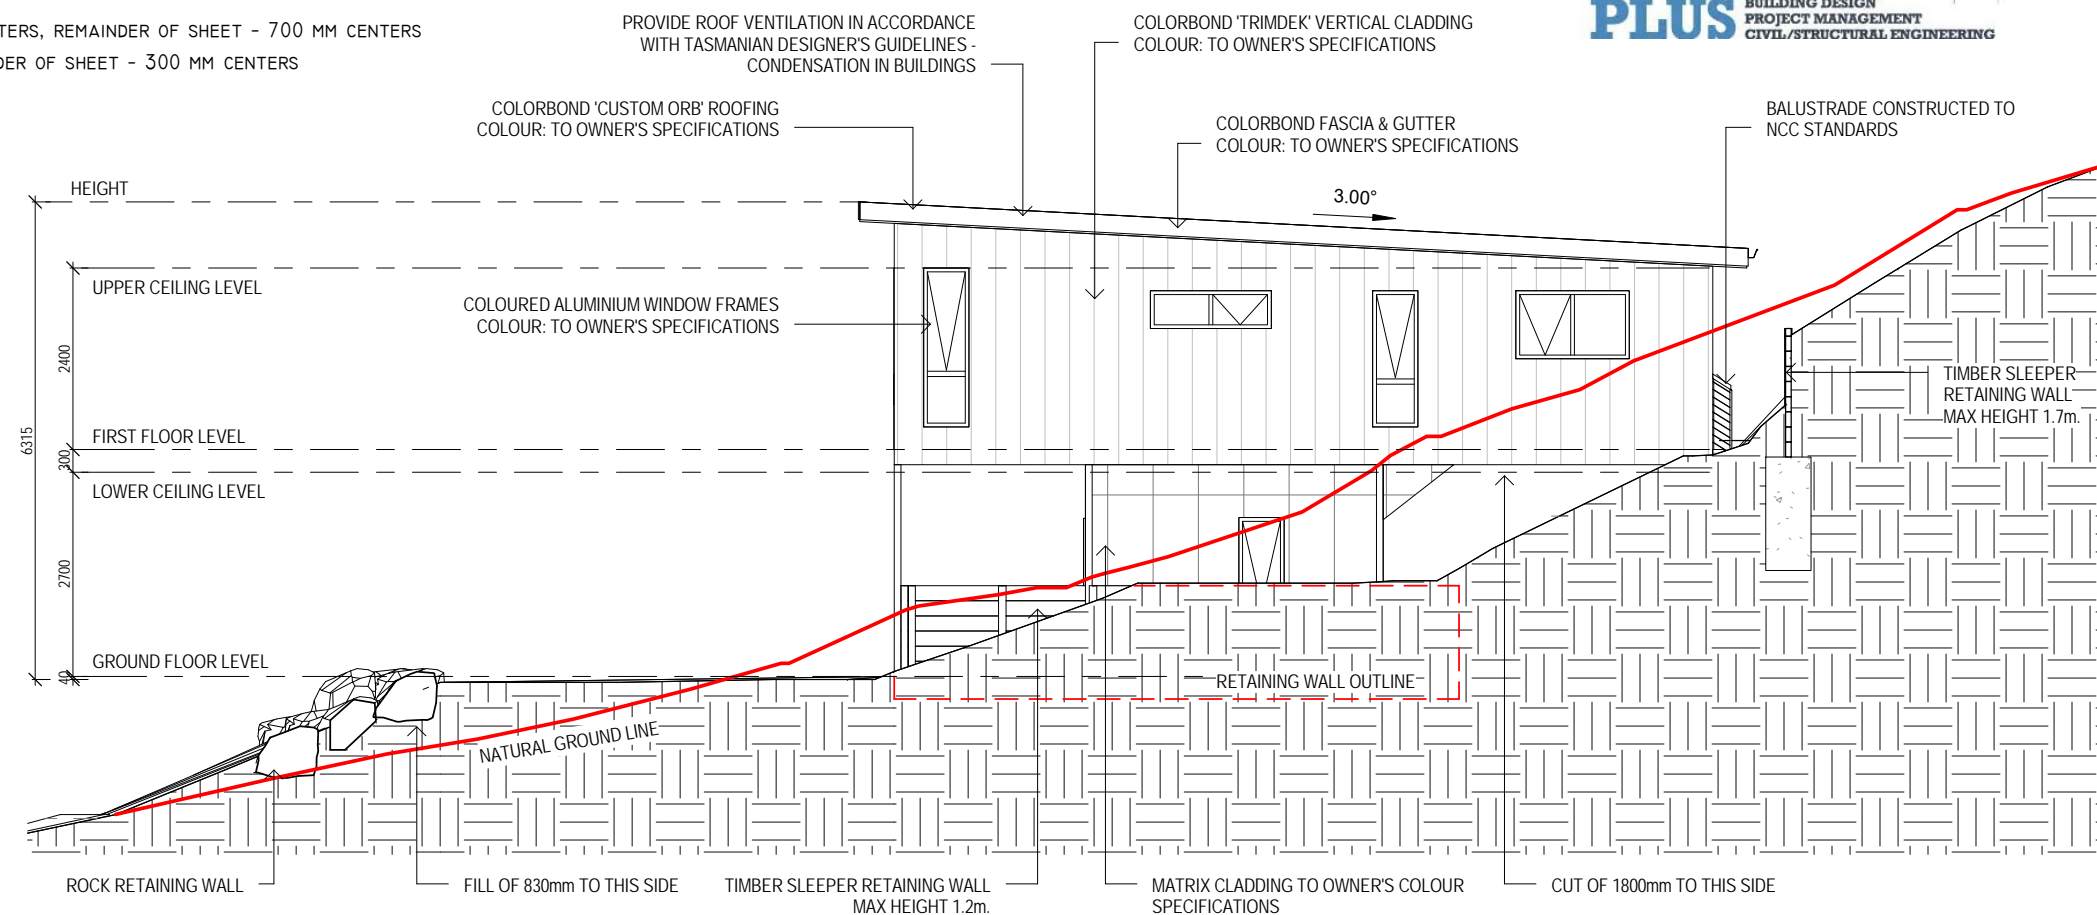 TERS, REMAINDER OF SHEET - 700 MM CENTERS
DER OF SHEET - 300 MM CENTERS
PROVIDE ROOF VENTILATION IN ACCORDANCE
WITH TASMANIAN DESIGNER'S GUIDELINES -
CONDENSATION IN BUILDINGS
COLORBOND 'TRIMDEK' VERTICAL CLADDING
COLOUR: TO OWNER'S SPECIFICATIONS
PLUS
BUILDING DESIGN
PROJECT MANAGEMENT
CIVIL/STRUCTURAL ENGINEERING
COLORBOND 'CUSTOM ORB' ROOFING
COLOUR: TO OWNER'S SPECIFICATIONS
COLORBOND FASCIA & GUTTER
COLOUR: TO OWNER'S SPECIFICATIONS
BALUSTRADE CONSTRUCTED TO
NCC STANDARDS
HEIGHT
3.00°
UPPER CEILING LEVEL
COLOURED ALUMINIUM WINDOW FRAMES
COLOUR: TO OWNER'S SPECIFICATIONS
2400
TIMBER SLEEPER
RETAINING WALL
MAX HEIGHT 1.7m.
6315
FIRST FLOOR LEVEL
300
LOWER CEILING LEVEL
2700
GROUND FLOOR LEVEL
40
RETAINING WALL OUTLINE
NATURAL GROUND LINE
ROCK RETAINING WALL
FILL OF 830mm TO THIS SIDE
TIMBER SLEEPER RETAINING WALL
MAX HEIGHT 1.2m.
MATRIX CLADDING TO OWNER'S COLOUR
SPECIFICATIONS
CUT OF 1800mm TO THIS SIDE